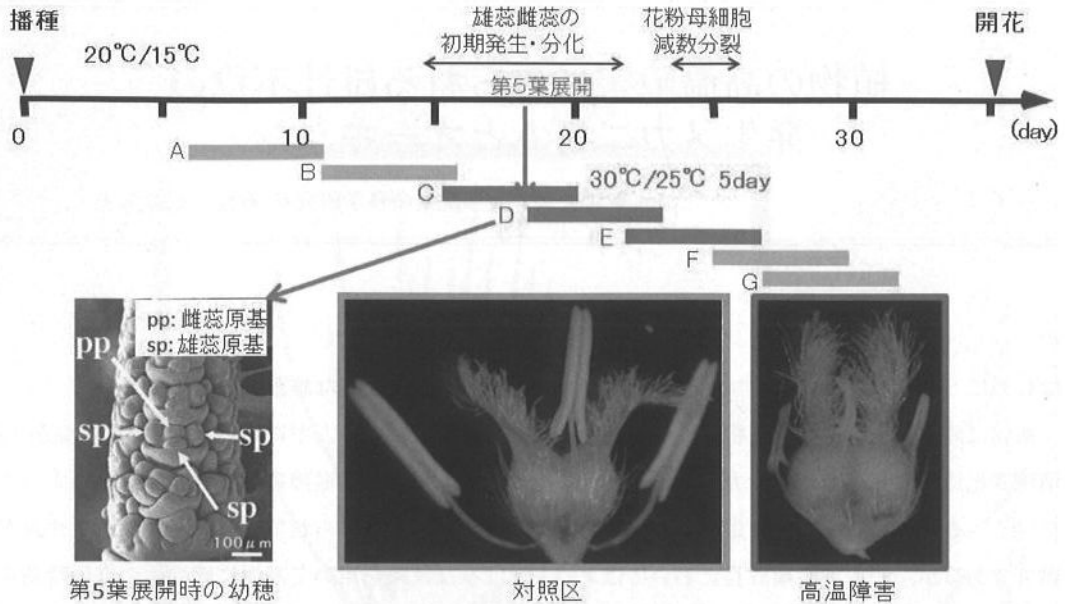 播種
20℃/15℃
雄蕊雌蕊の
初期発生・分化
花粉母細胞
減数分裂
開花
第5葉展開
0
10
20
30
(day)
A
B
C
30℃/25℃ 5day
D
E
F
G
pp: 雌蕊原基
sp: 雄蕊原基
pp
sp
sp
sp
100μm
第5葉展開時の幼穂
対照区
高温障害